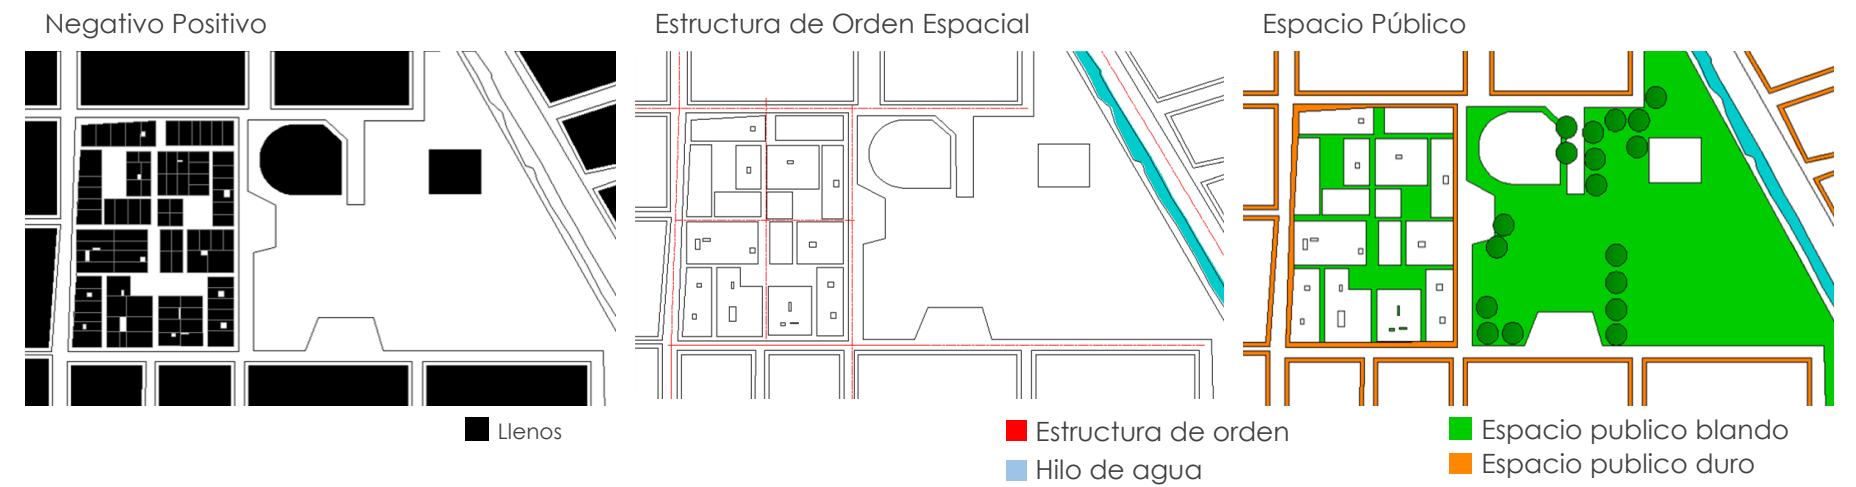 Negativo Positivo
Estructura de Orden Espacial
Espacio Público
Llenos
Estructura de orden
Hilo de agua
Espacio publico blando
Espacio publico duro